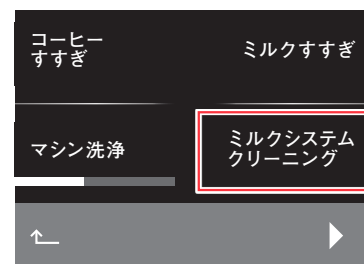 コーヒー
すすぎ
ミルクすすぎ
マシン洗浄
ミルクシステム
クリーニング